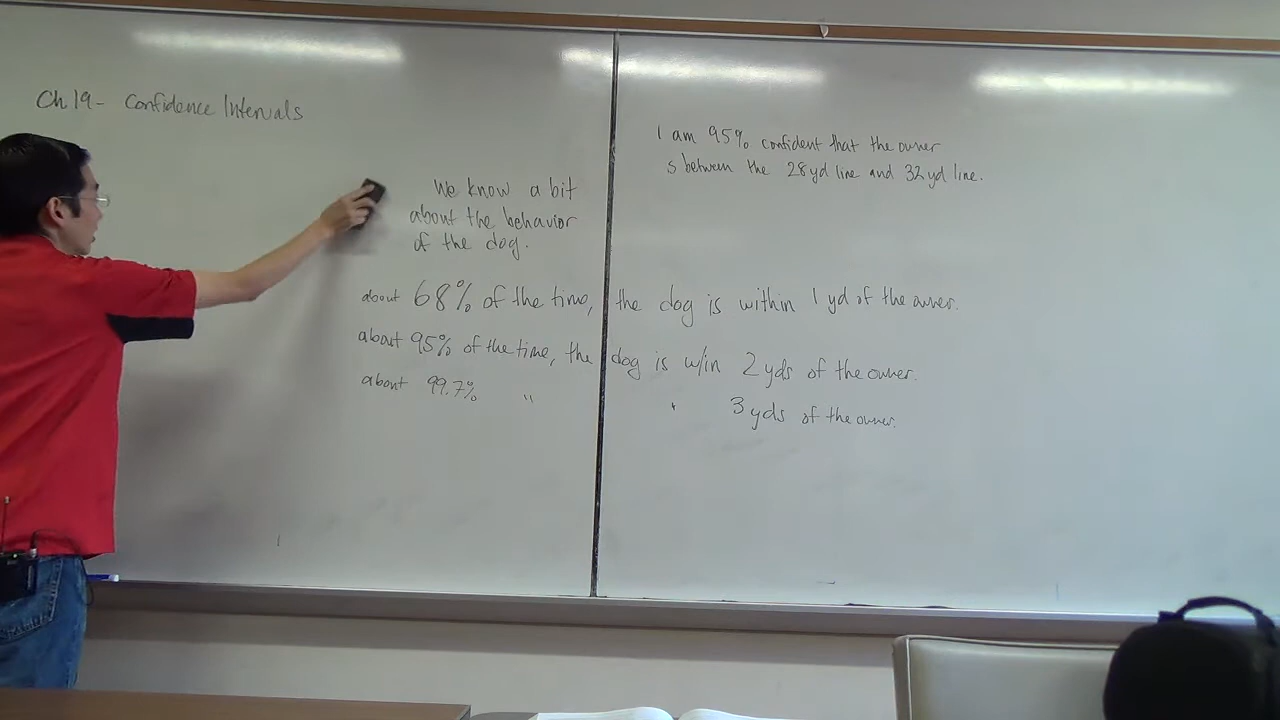 Ch 19 - Confidence Intervals
I am 95% confident that the owner
s between the 28 yd line and 32 yd line.
We know a bit
about the behavior
of the dog.
about 68% of the time, the dog is within 1 yd of the owner.
about 95% of the time, the dog is w/in 2 yds of the owner.
about 99.7% " " 3 yds of the owner.